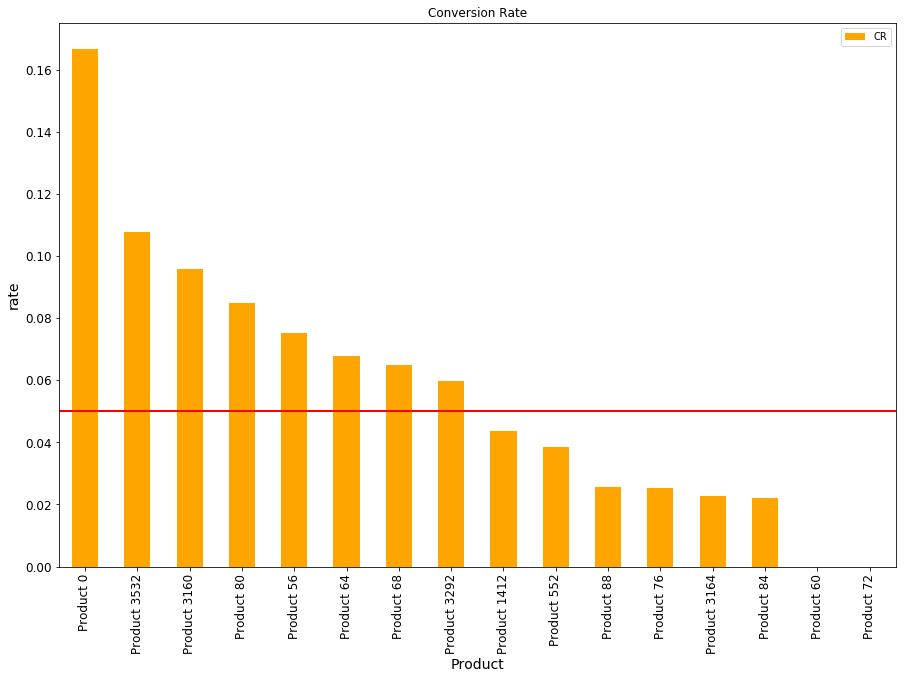 Conversion Rate
CR
rate
0.16
0.14
0.12
0.10
0.08
0.06
0.04
0.02
0.00
Product 0
Product 3532
Product 3160
Product 80
Product 56
Product 64
Product 68
Product 3292
Product 1412
Product 552
Product 88
Product 76
Product 3164
Product 84
Product 60
Product 72
Product